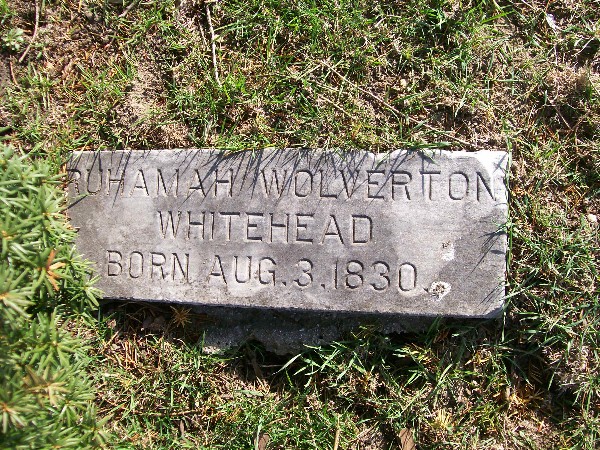 RUHAMAH WOLVERTON
WHITEHEAD
BORN AUG. 3. 1830.